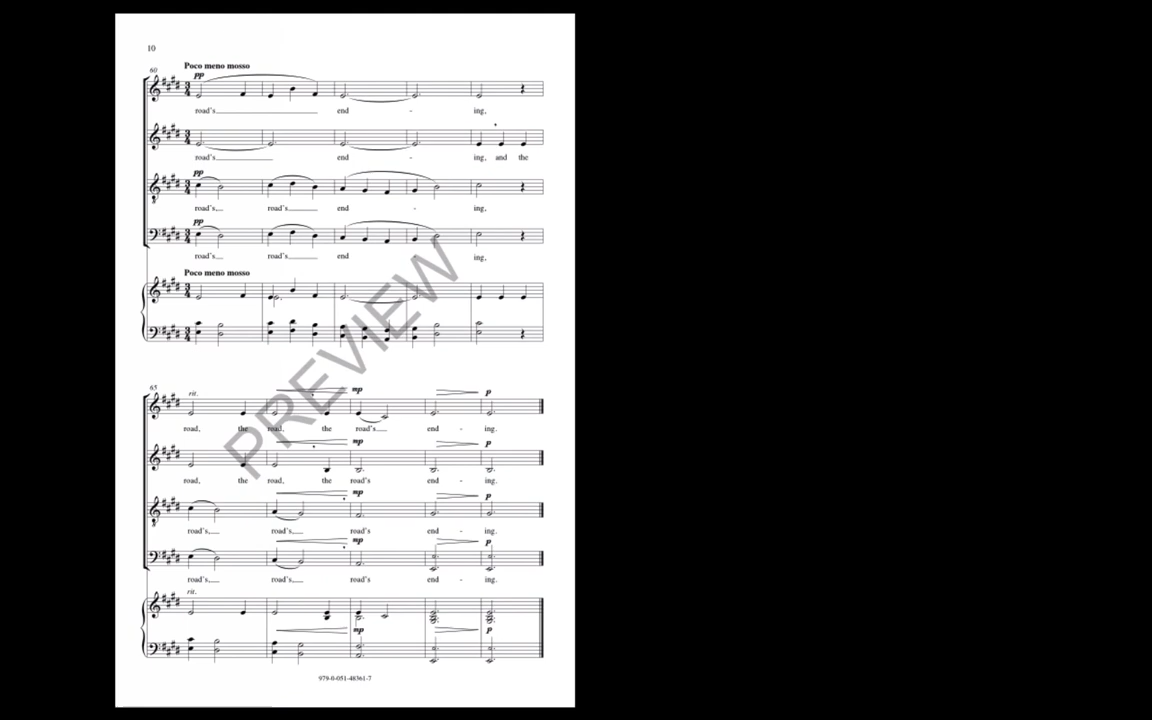 10
Poco meno mosso
60
pp
road's
end - ing,
road's
end - ing, and the
pp
road's, road's
end - ing,
pp
road's, road's
end - ing,
Poco meno mosso
PREVIEW
65
rit.
mp p
road, the road, the road's end - ing.
mp p
road, the road, the road's end - ing.
mp p
road's, road's, road's end - ing.
mp p
road's, road's, road's end - ing.
rit.
mp p
979-0-051-48361-7